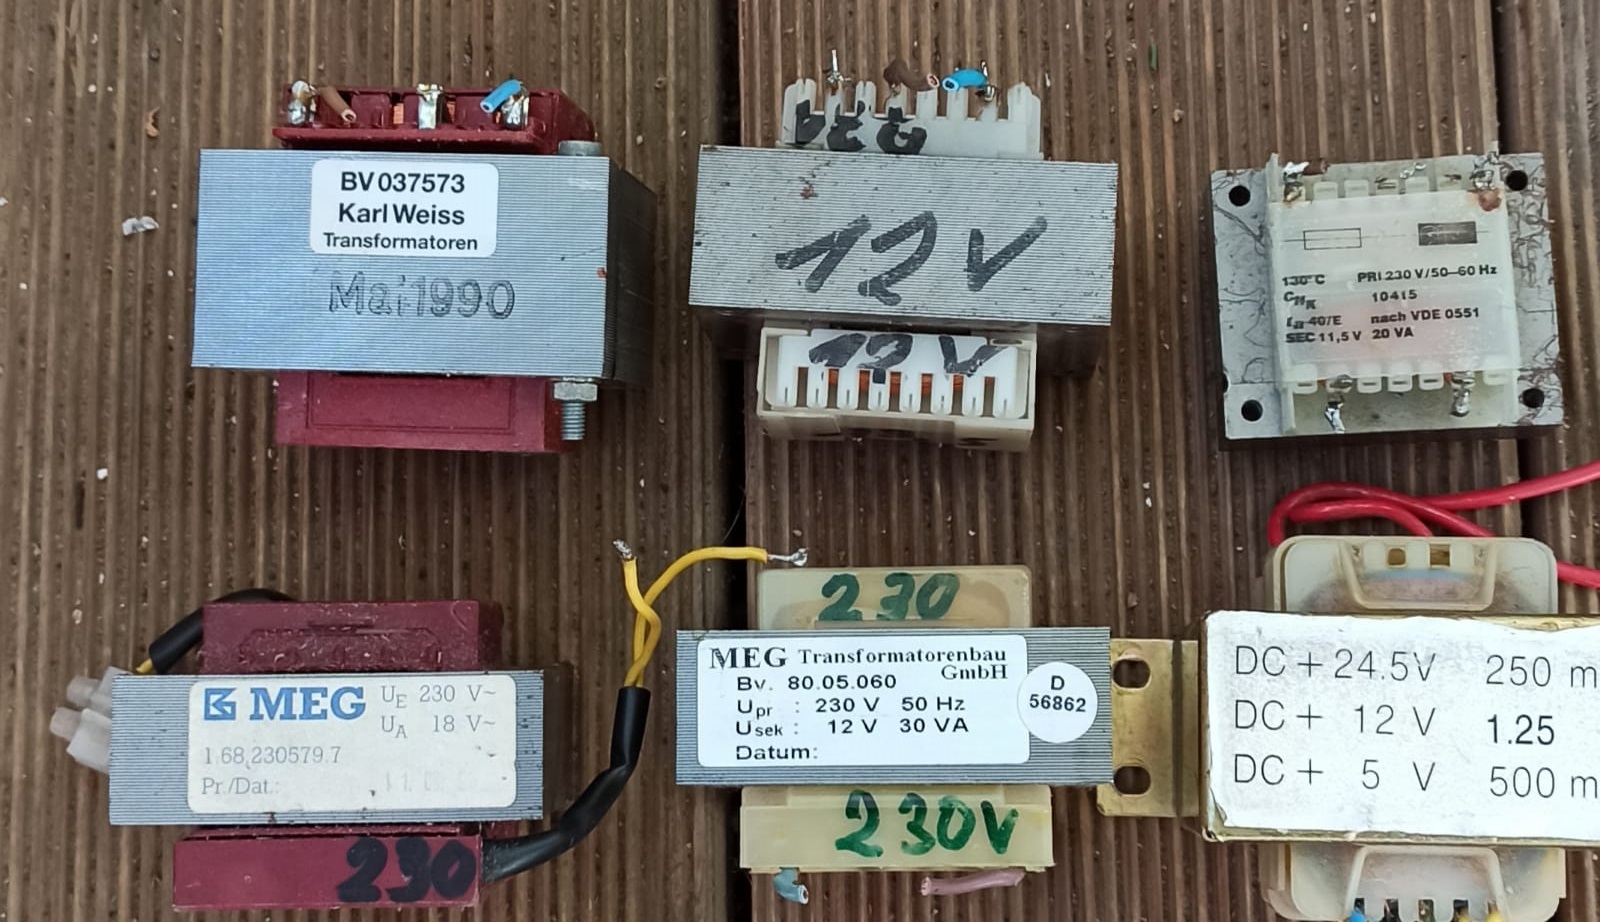 BV 037573
Karl Weiss
Transformatoren
Mai 1990
12V
12V
130°C PRI 230 V/50–60 Hz
10415
ta 40/E nach VDE 0551
SEC 11,5 V 20 VA
MEG
UE 230 V~
UA 18 V~
1.68.230579.7
Pr./Dat.:
230
230
MEG Transformatorenbau
GmbH
Bv. 80.05.060
Upr : 230 V 50 Hz
Usek : 12 V 30 VA
Datum:
D
56862
230V
DC + 24.5V 250 m
DC + 12 V 1.25
DC + 5 V 500 m